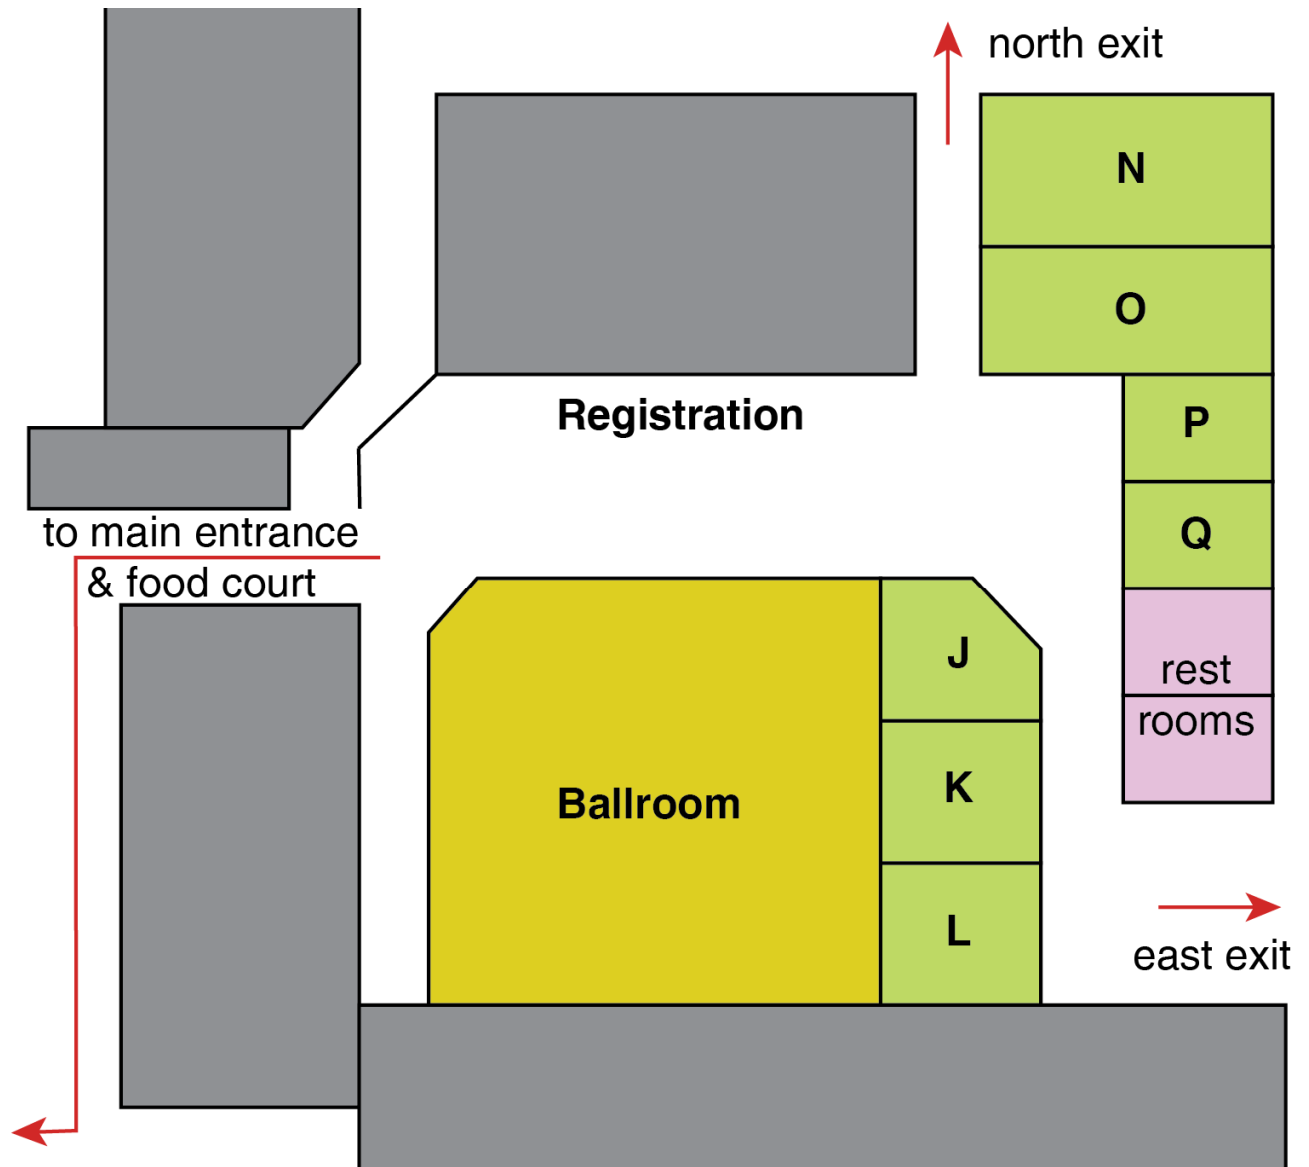 north exit
N
O
Registration
P
Q
to main entrance
& food court
J
rest
rooms
K
Ballroom
L
east exit